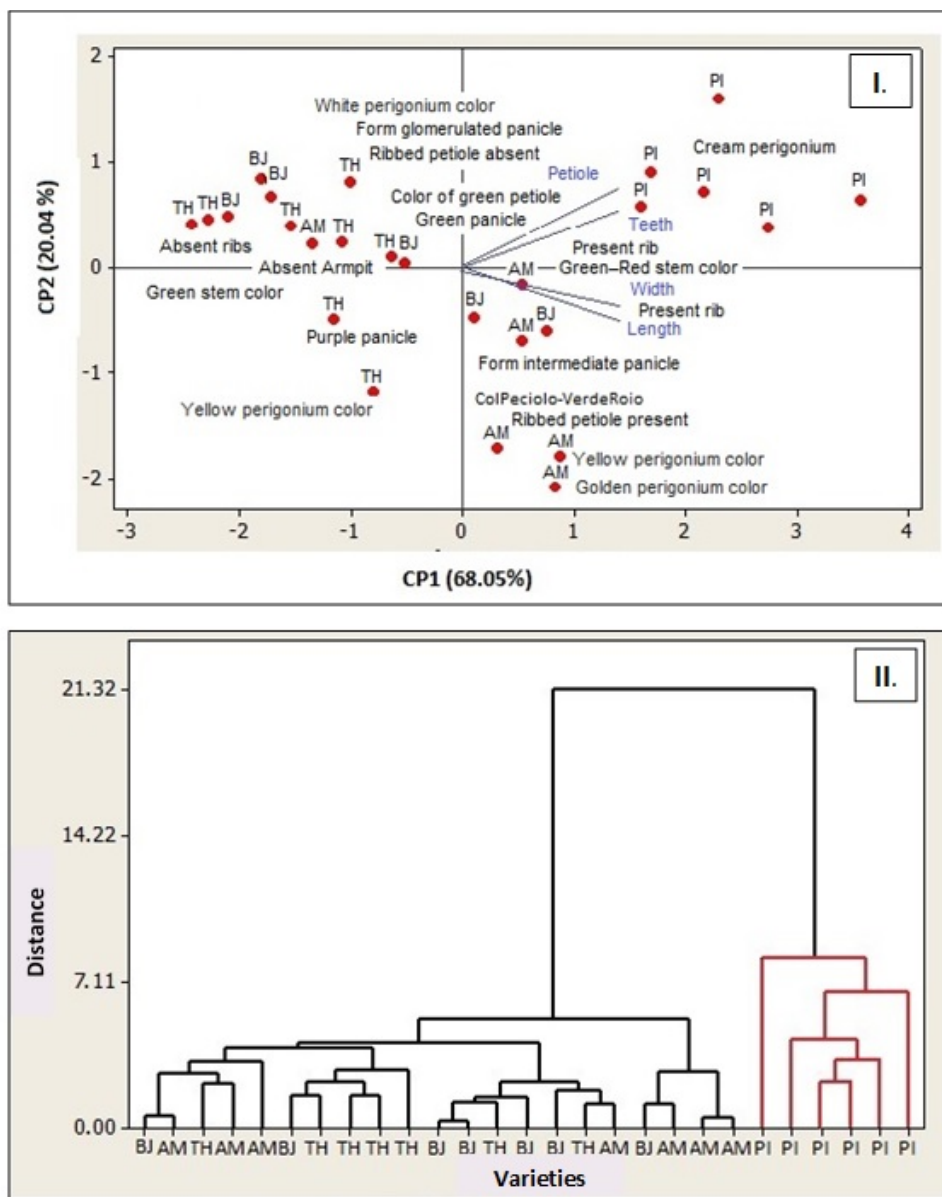 I.
2
PI
White perigonium color
Form glomerulated panicle
Cream perigonium
1
BJ
BJ
TH
Ribbed petiole absent
Petiole
PI
PI
PI
PI
PI
TH TH BJ
TH
Color of green petiole
AM TH
Green panicle
Teeth
Absent ribs
TH BJ
Present rib
0
Absent Armpit
AM
Green–Red stem color
Green stem color
Width
TH
BJ
BJ
Present rib
Purple panicle
AM
Length
-1
TH
Form intermediate panicle
Yellow perigonium color
ColPeciolo-VerdeRoio
Ribbed petiole present
AM
AM
Yellow perigonium color
-2
AM
Golden perigonium color
-3 -2 -1 0 1 2 3 4
CP2 (20.04 %)
CP1 (68.05%)
II.
21.32
14.22
7.11
0.00
Distance
BJ AM TH AM AM BJ TH TH TH TH BJ BJ TH BJ BJ TH AM BJ AM AM AM PI PI PI PI PI PI
Varieties